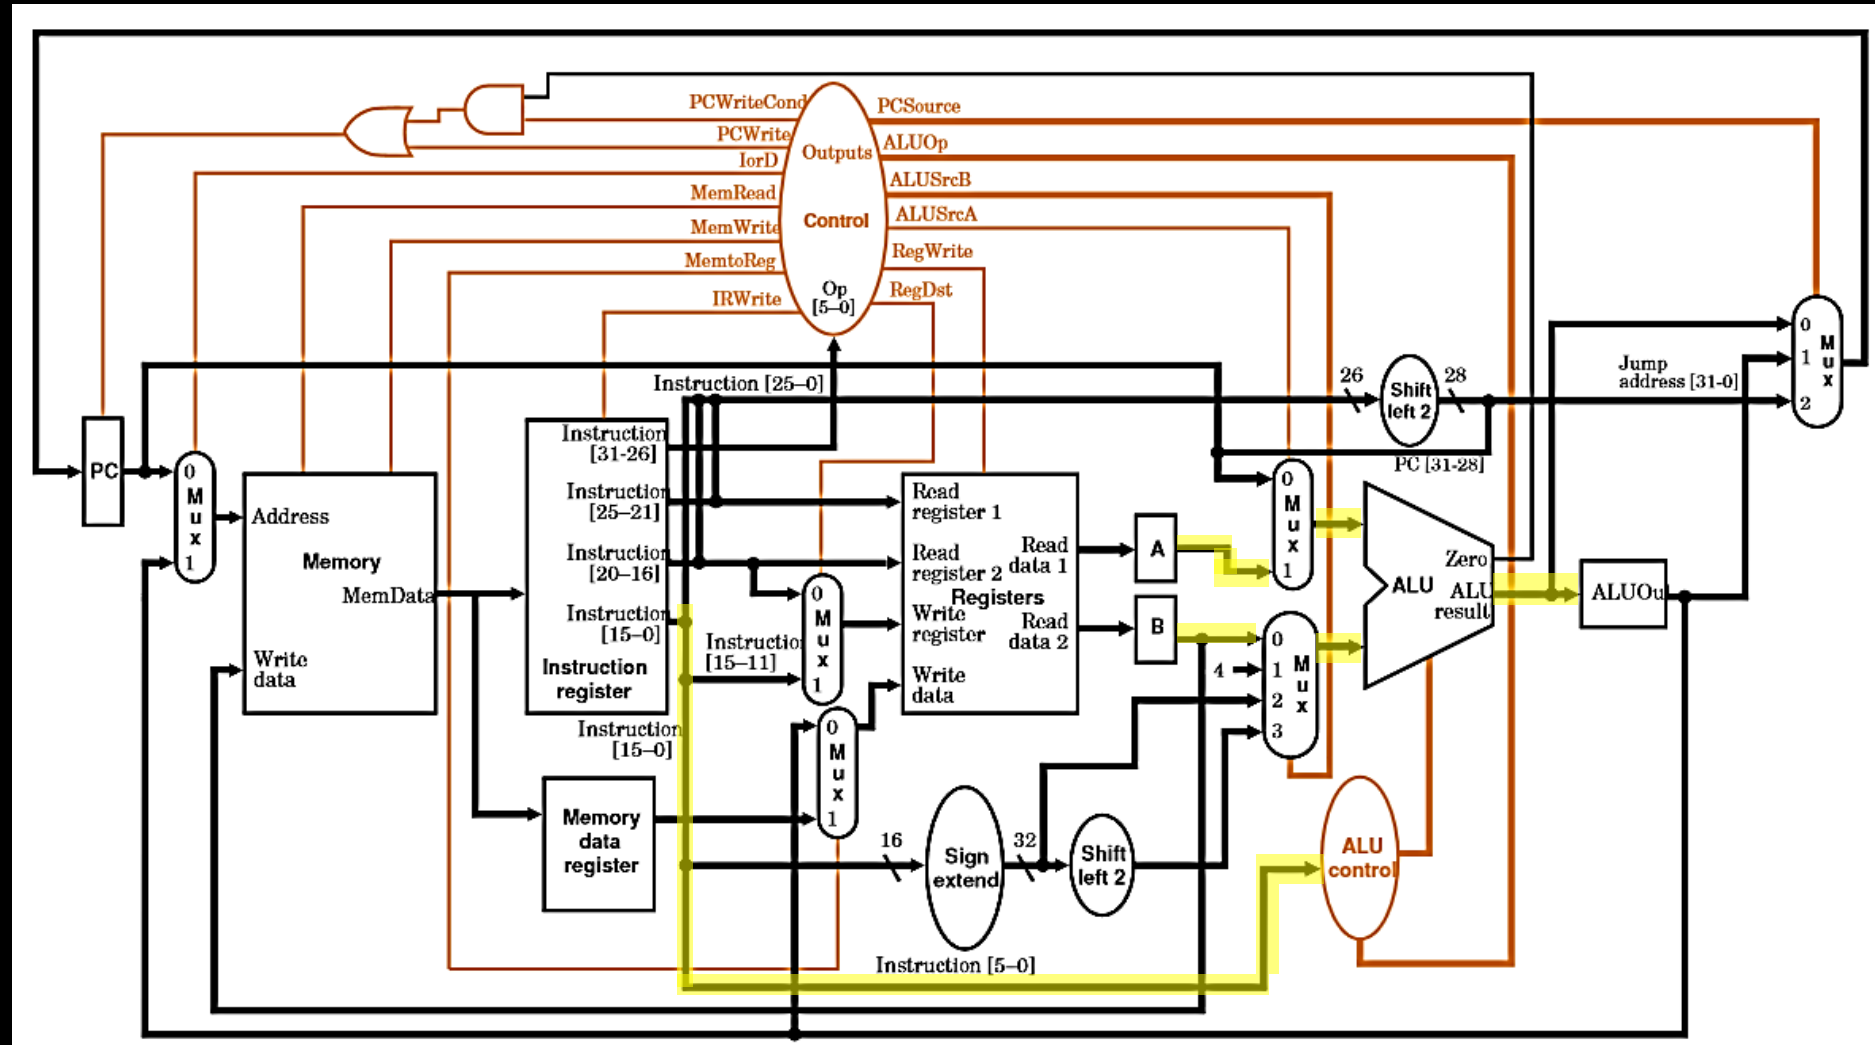 PCWriteCond
PCWrite
IorD
MemRead
MemWrite
MemtoReg
IRWrite
Outputs
Control
Op
[5–0]
PCSource
ALUOp
ALUSrcB
ALUSrcA
RegWrite
RegDst
PC
0
M
u
x
1
Address
Memory
MemData
Write
data
Instruction [25–0]
Instruction
[31-26]
Instruction
[25–21]
Instruction
[20–16]
Instruction
[15–0]
Instruction
register
Instruction
[15–0]
Memory
data
register
Instruction
[15–11]
0
M
u
x
1
0
M
u
x
1
Read
register 1
Read
register 2
Registers
Write
register
Write
data
Read
data 1
Read
data 2
16
Sign
extend
32
Shift
left 2
Instruction [5–0]
A
B
0
M
u
x
1
0
4
1
2
3
M
u
x
26
Shift
left 2
28
PC [31-28]
Jump
address [31-0]
Zero
ALU
ALU
result
ALUOu
ALU
control
0
1
2
M
u
x